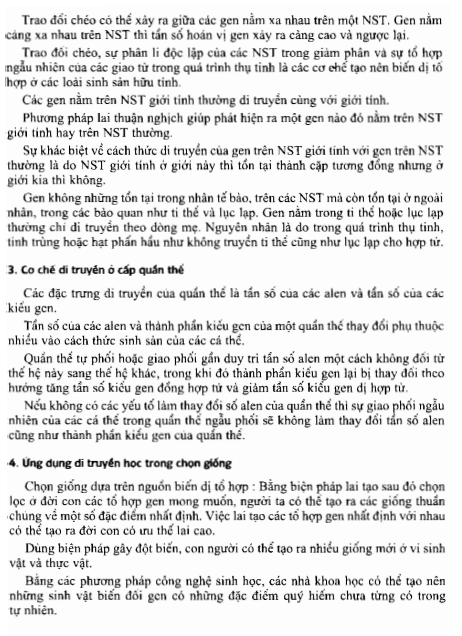 Trao đổi chéo có thể xảy ra giữa các gen nằm xa nhau trên một NST. Gen nằm
càng xa nhau trên NST thì tần số hoán vị gen xảy ra càng cao và ngược lại.
Trao đổi chéo, sự phân li độc lập của các NST trong giảm phân và sự tổ hợp
ngẫu nhiên của các giao tử trong quá trình thụ tinh là các cơ chế tạo nên biến dị tổ
hợp ở các loài sinh sản hữu tính.
Các gen nằm trên NST giới tính thường di truyền cùng với giới tính.
Phương pháp lai thuận nghịch giúp phát hiện ra một gen nào đó nằm trên NST
giới tính hay trên NST thường.
Sự khác biệt về cách thức di truyền của gen trên NST giới tính với gen trên NST
thường là do NST giới tính ở giới này thì tồn tại thành cặp tương đồng nhưng ở
giới kia thì không.
Gen không những tồn tại trong nhân tế bào, trên các NST mà còn tồn tại ở ngoài
nhân, trong các bào quan như ti thể và lục lạp. Gen nằm trong ti thể hoặc lục lạp
thường chỉ di truyền theo dòng mẹ. Nguyên nhân là do trong quá trình thụ tinh,
tinh trùng hoặc hạt phấn hầu như không truyền ti thể cũng như lục lạp cho hợp tử.
3. Cơ chế di truyền ở cấp quần thể
Các đặc trưng di truyền của quần thể là tần số của các alen và tần số của các
kiểu gen.
Tần số của các alen và thành phần kiểu gen của một quần thể thay đổi phụ thuộc
nhiều vào cách thức sinh sản của các cá thể.
Quần thể tự phối hoặc giao phối gần duy trì tần số alen một cách không đổi từ
thế hệ này sang thế hệ khác, trong khi đó thành phần kiểu gen lại bị thay đổi theo
hướng tăng tần số kiểu gen đồng hợp tử và giảm tần số kiểu gen dị hợp tử.
Nếu không có các yếu tố làm thay đổi số alen của quần thể thì sự giao phối ngẫu
nhiên của các cá thể trong quần thể ngẫu phối sẽ không làm thay đổi tần số alen
cũng như thành phần kiểu gen của quần thể.
4. Ứng dụng di truyền học trong chọn giống
Chọn giống dựa trên nguồn biến dị tổ hợp : Bằng biện pháp lai tạo sau đó chọn
lọc ở đời con các tổ hợp gen mong muốn, người ta có thể tạo ra các giống thuần
chủng về một số đặc điểm nhất định. Việc lai tạo các tổ hợp gen nhất định với nhau
có thể tạo ra đời con có ưu thế lai cao.
Dùng biện pháp gây đột biến, con người có thể tạo ra nhiều giống mới ở vi sinh
vật và thực vật.
Bằng các phương pháp công nghệ sinh học, các nhà khoa học có thể tạo nên
những sinh vật biến đổi gen có những đặc điểm quý hiếm chưa từng có trong
tự nhiên.